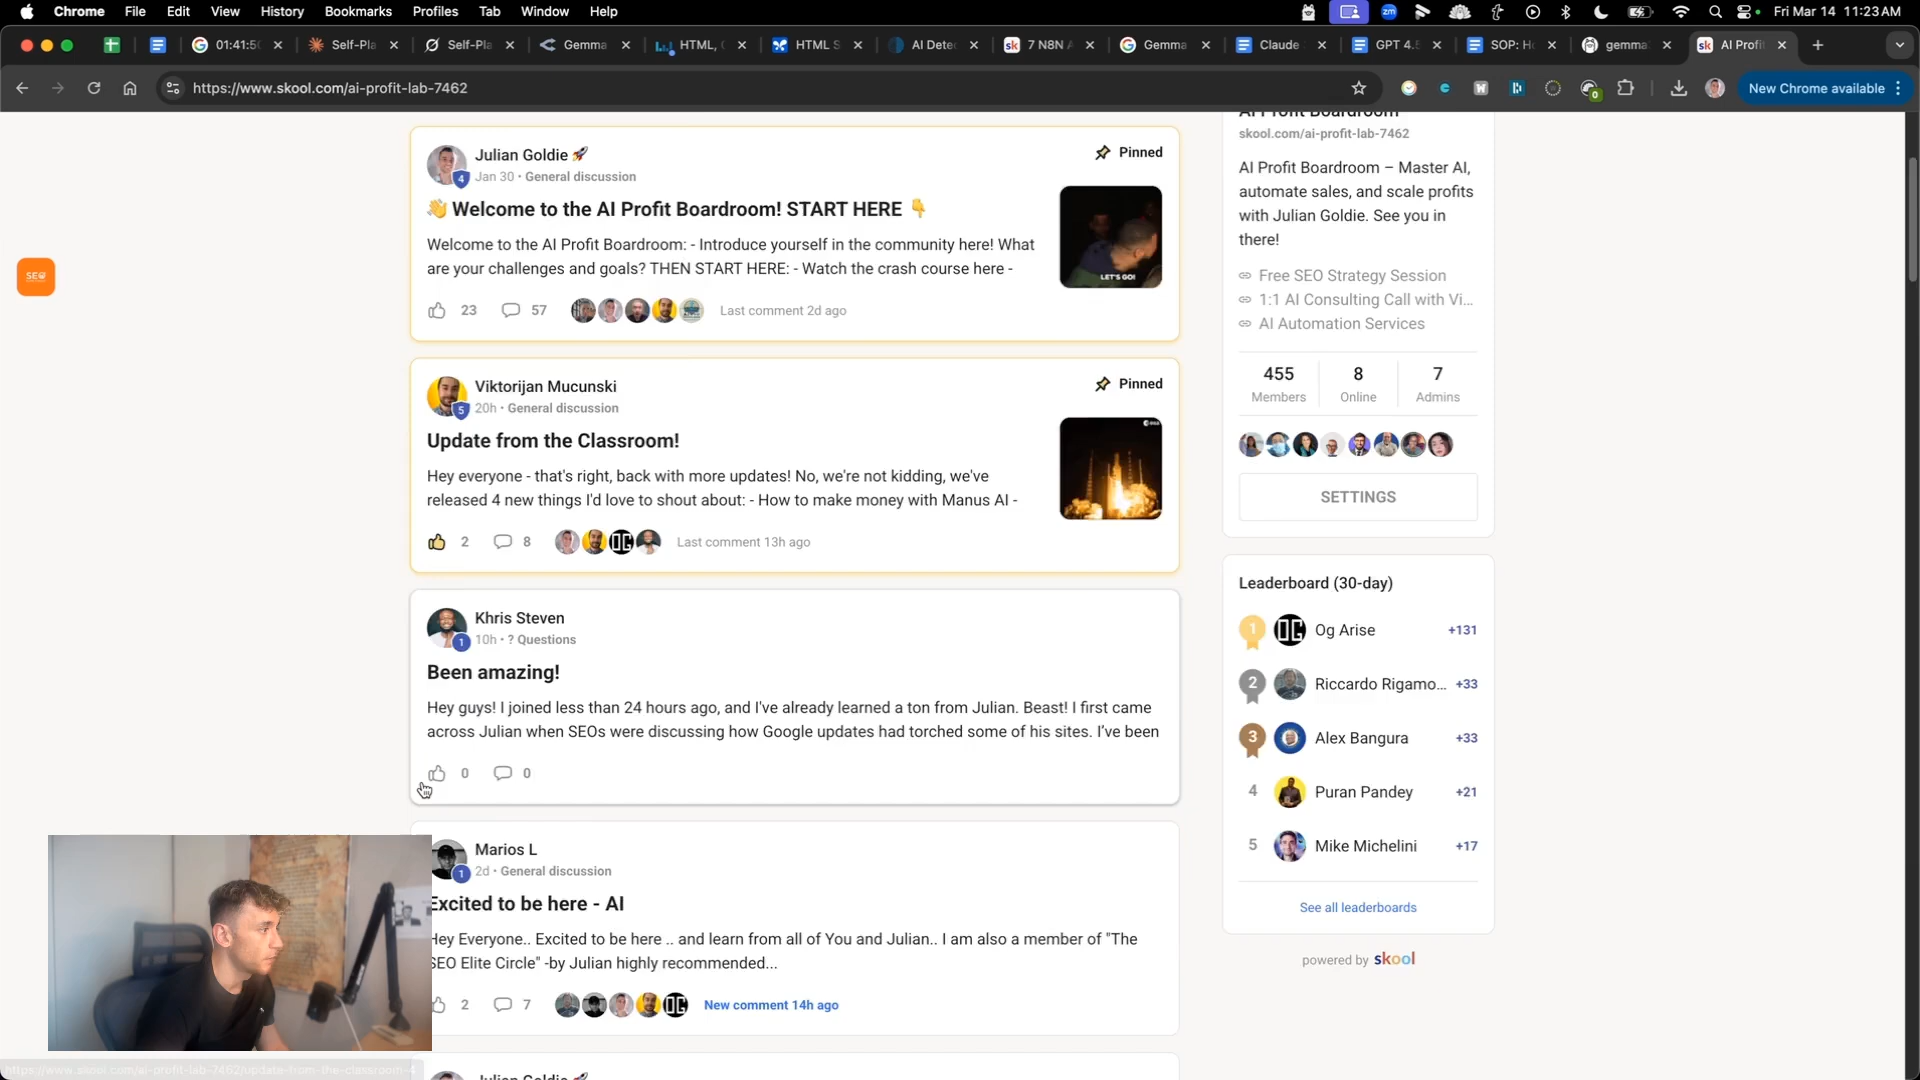 Chrome File Edit View History Bookmarks Profiles Tab Window Help
Fri Mar 14 11:23 AM
01:41:50 Self-Pla Self-Pla Gemma HTML, HTML S AI Dete 7 N8N A Gemma Claude GPT 4.5 SOP: Ho gemma AI Profi
https://www.skool.com/ai-profit-lab-7462
New Chrome available
SEO
Julian Goldie 🚀
Pinned
4
Jan 30 • General discussion
👋 Welcome to the AI Profit Boardroom! START HERE 👇
Welcome to the AI Profit Boardroom: - Introduce yourself in the community here! What
are your challenges and goals? THEN START HERE: - Watch the crash course here -
LET'S GO!
23 57 Last comment 2d ago
Viktorijan Mucunski
Pinned
5
20h • General discussion
Update from the Classroom!
Hey everyone - that's right, back with more updates! No, we're not kidding, we've
released 4 new things I'd love to shout about: - How to make money with Manus AI -
2 8 OG Last comment 13h ago
Khris Steven
1
10h • ? Questions
Been amazing!
Hey guys! I joined less than 24 hours ago, and I've already learned a ton from Julian. Beast! I first came
across Julian when SEOs were discussing how Google updates had torched some of his sites. I've been
0 0
Marios L
1
2d • General discussion
Excited to be here - AI
Hey Everyone.. Excited to be here .. and learn from all of You and Julian.. I am also a member of "The
SEO Elite Circle" -by Julian highly recommended...
2 7 OG New comment 14h ago
Julian Goldie 🚀
https://www.skool.com/ai-profit-lab-7462/update-from-the-classroom-4
AI Profit Boardroom
skool.com/ai-profit-lab-7462
AI Profit Boardroom – Master AI,
automate sales, and scale profits
with Julian Goldie. See you in
there!
Free SEO Strategy Session
1:1 AI Consulting Call with Vi...
AI Automation Services
455 8 7
Members Online Admins
SETTINGS
Leaderboard (30-day)
1 OG Og Arise +131
2 Riccardo Rigamo... +33
3 Alex Bangura +33
4 Puran Pandey +21
5 Mike Michelini +17
See all leaderboards
powered by skool